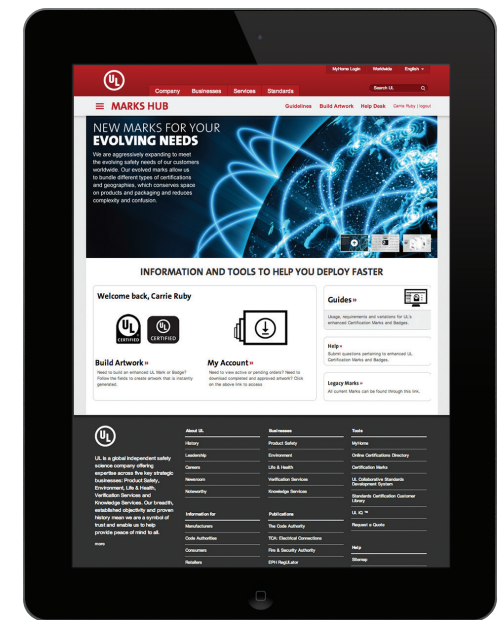 MyHome Login Worldwide English
UL
Company Businesses Services Standards
Search UL
MARKS HUB
Guidelines Build Artwork Help Desk Carrie Ruby | logout
NEW MARKS FOR YOUR
EVOLVING NEEDS
We are aggressively expanding to meet
the evolving safety needs of our customers
worldwide. Our evolved marks allow us
to bundle different types of certifications
and geographies, which conserves space
on products and packaging and reduces
complexity and confusion.
INFORMATION AND TOOLS TO HELP YOU DEPLOY FASTER
Welcome back, Carrie Ruby
UL
CERTIFIED
UL
CERTIFIED
Build Artwork »
Need to build an enhanced UL Mark or Badge?
Follow the fields to create artwork that is instantly
generated.
My Account »
Need to view active or pending orders? Need to
download completed and approved artwork? Click
on the above link to access.
Guides »
Usage, requirements and variations for UL's
enhanced Certification Marks and Badges.
Help »
Submit questions pertaining to enhanced UL
Certification Marks and Badges.
Legacy Marks »
All current Marks can be found through this link.
UL
UL is a global independent safety
science company offering
expertise across five key strategic
businesses: Product Safety,
Environment, Life & Health,
Verification Services and
Knowledge Services. Our breadth,
established objectivity and proven
history mean we are a symbol of
trust and enable us to help
provide peace of mind to all.
more
About UL
History
Leadership
Careers
Newsroom
Noteworthy
Information for
Manufacturers
Code Authorities
Consumers
Retailers
Businesses
Product Safety
Environment
Life & Health
Verification Services
Knowledge Services
Publications
The Code Authority
TCA: Electrical Connections
Fire & Security Authority
EPH RegULator
Tools
MyHome
Online Certifications Directory
Certification Marks
UL Collaborative Standards
Development System
Standards Certification Customer
Library
UL IQ ™
Request a Quote
Help
Sitemap